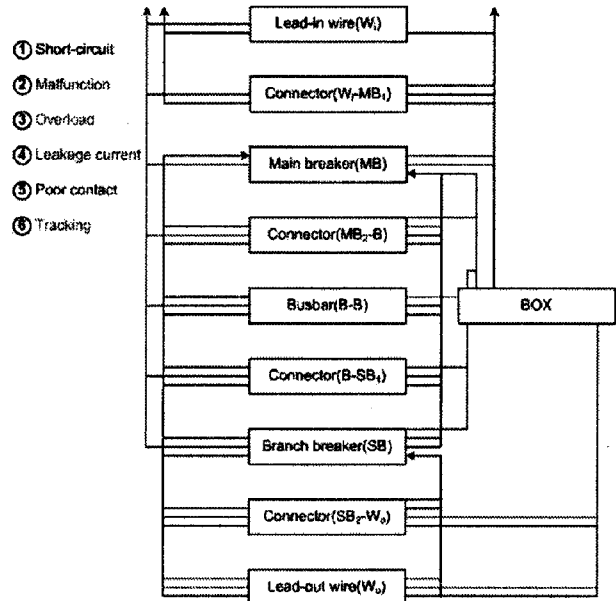 Lead-in wire(Wᵢ)
① Short-circuit
② Malfunction
Connector(Wᵢ-MB₁)
③ Overload
④ Leakage current
Main breaker(MB)
⑤ Poor contact
⑥ Tracking
Connector(MB₂-B)
Busbar(B-B)
BOX
Connector(B-SB₁)
Branch breaker(SB)
Connector(SB₂-Wₒ)
Lead-out wire(Wₒ)